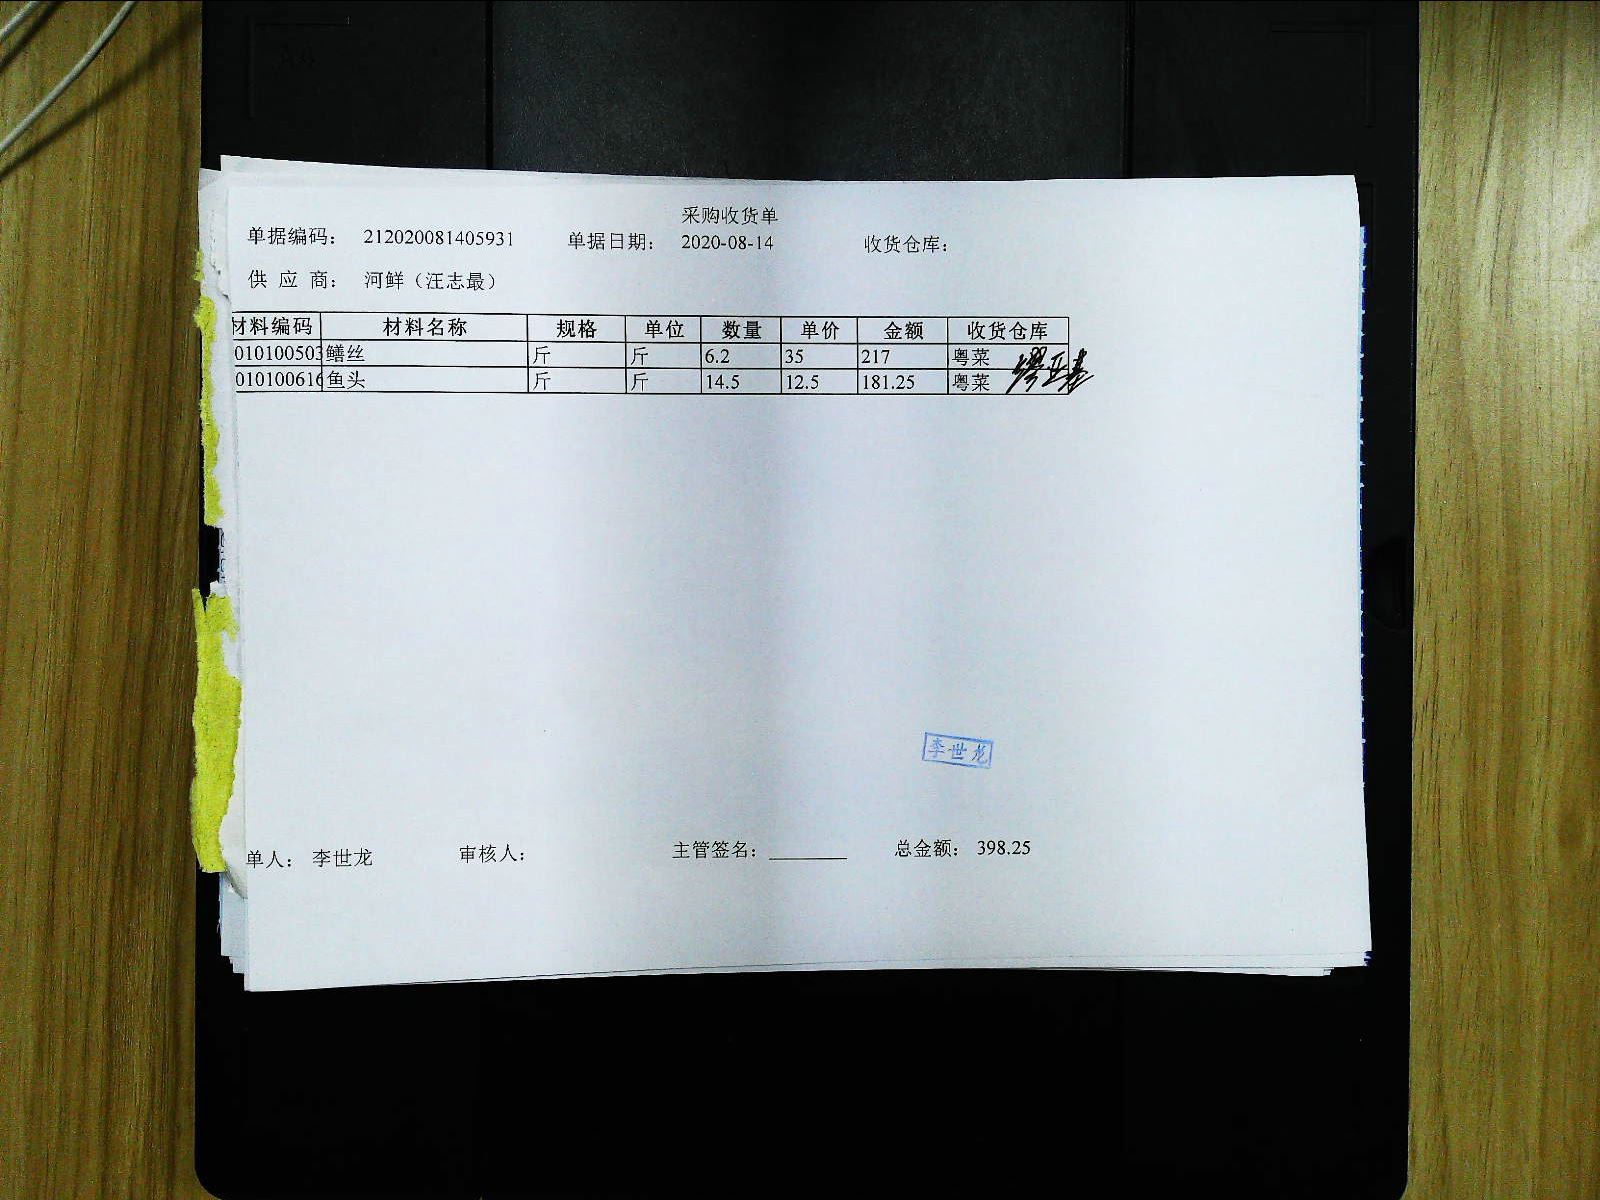 采购收货单
单据编码： 212020081405931 单据日期： 2020-08-14 收货仓库：
供 应 商： 河鲜（汪志最）
材料编码 材料名称 规格 单位 数量 单价 金额 收货仓库
010100503 鳝丝 斤 斤 6.2 35 217 粤菜
010100616 鱼头 斤 斤 14.5 12.5 181.25 粤菜
李世龙
单人： 李世龙 审核人： 主管签名： 总金额： 398.25